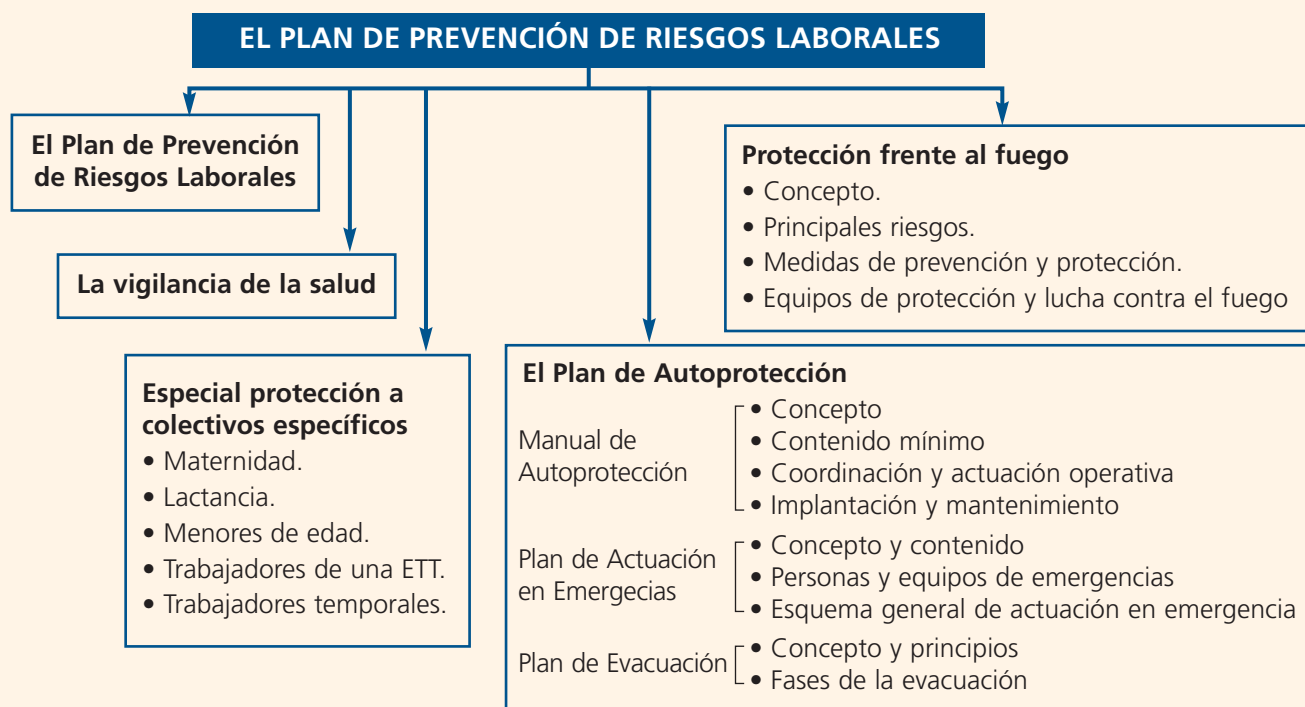 EL PLAN DE PREVENCIÓN DE RIESGOS LABORALES
El Plan de Prevención
de Riesgos Laborales
La vigilancia de la salud
Especial protección a
colectivos específicos
• Maternidad.
• Lactancia.
• Menores de edad.
• Trabajadores de una ETT.
• Trabajadores temporales.
Protección frente al fuego
• Concepto.
• Principales riesgos.
• Medidas de prevención y protección.
• Equipos de protección y lucha contra el fuego
El Plan de Autoprotección
Manual de
Autoprotección
• Concepto
• Contenido mínimo
• Coordinación y actuación operativa
• Implantación y mantenimiento
Plan de Actuación
en Emergecias
• Concepto y contenido
• Personas y equipos de emergencias
• Esquema general de actuación en emergencia
Plan de Evacuación
• Concepto y principios
• Fases de la evacuación